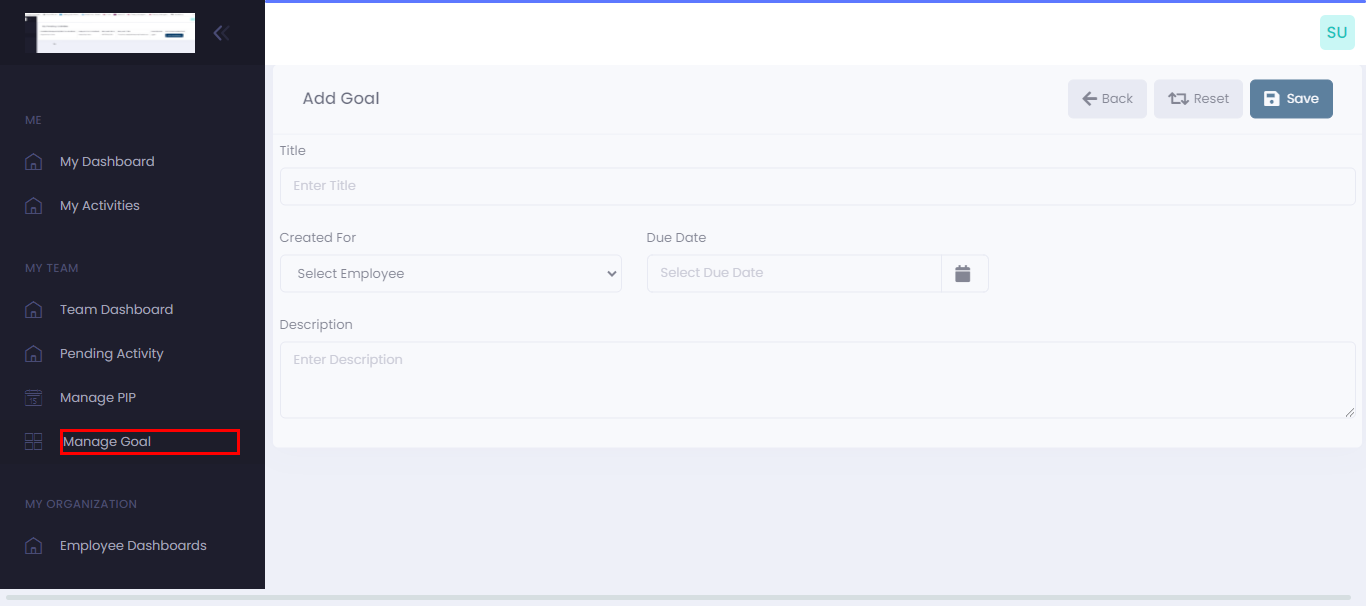 SU
ME
My Dashboard
My Activities
MY TEAM
Team Dashboard
Pending Activity
Manage PIP
15
Manage Goal
MY ORGANIZATION
Employee Dashboards
Add Goal
Back
Reset
Save
Title
Enter Title
Created For
Due Date
Select Employee
Select Due Date
Description
Enter Description